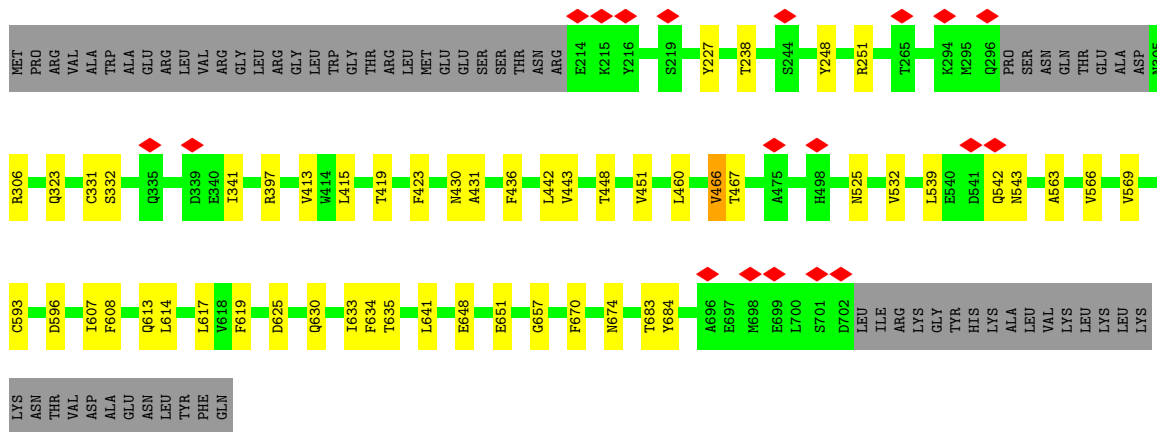 MET PRO ARG VAL ALA TRP ALA GLU ARG LEU VAL ARG GLY LEU ARG GLY LEU TRP GLY THR ARG LEU MET GLU GLU SER SER THR ASN ARG E214 K215 Y216 S219 Y227 T238 S244 Y248 R251 T265 K294 M295 Q296 PRO SER ASN GLN THR GLU ALA ASP N305
R306 Q323 C331 S332 Q335 D339 E340 I341 R397 V413 W414 L415 T419 F423 N430 A431 F436 L442 V443 T448 V451 L460 V466 T467 A475 H498 N525 V532 L539 E540 D541 Q542 N543 A563 V566 V569
C593 D596 I607 F608 Q613 L614 L617 V618 F619 D625 Q630 I633 F634 T635 L641 E648 E651 G657 F670 N674 T683 Y684 A696 E697 M698 E699 L700 S701 D702 LEU ILE ARG LYS GLY TYR HIS LYS ALA LEU VAL LYS LEU LYS LEU LYS
LYS ASN THR VAL ASP ALA GLU ASN LEU TYR PHE GLN